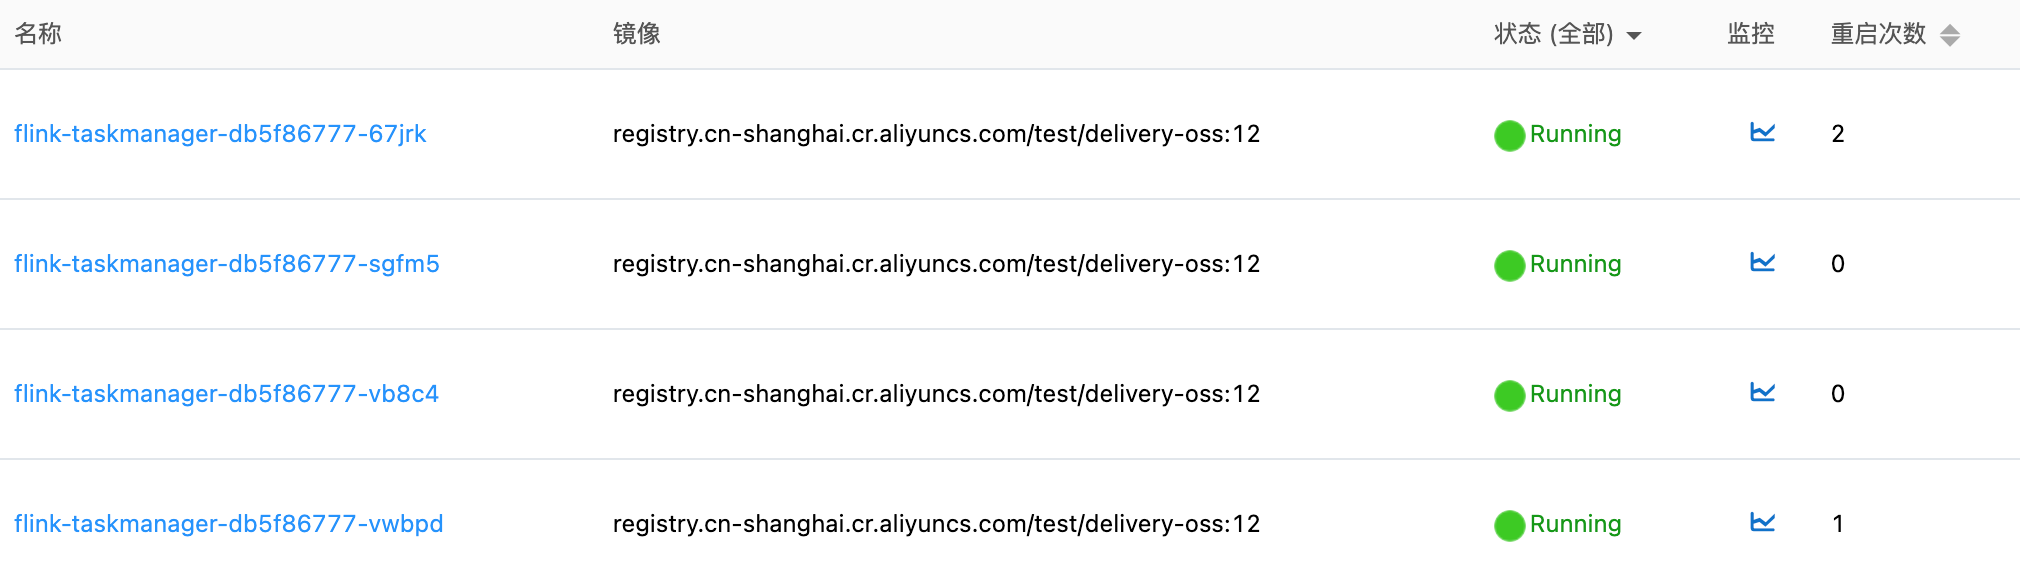 名称 镜像 状态 (全部) 监控 重启次数
flink-taskmanager-db5f86777-67jrk registry.cn-shanghai.cr.aliyuncs.com/test/delivery-oss:12 Running 2
flink-taskmanager-db5f86777-sgfm5 registry.cn-shanghai.cr.aliyuncs.com/test/delivery-oss:12 Running 0
flink-taskmanager-db5f86777-vb8c4 registry.cn-shanghai.cr.aliyuncs.com/test/delivery-oss:12 Running 0
flink-taskmanager-db5f86777-vwbpd registry.cn-shanghai.cr.aliyuncs.com/test/delivery-oss:12 Running 1